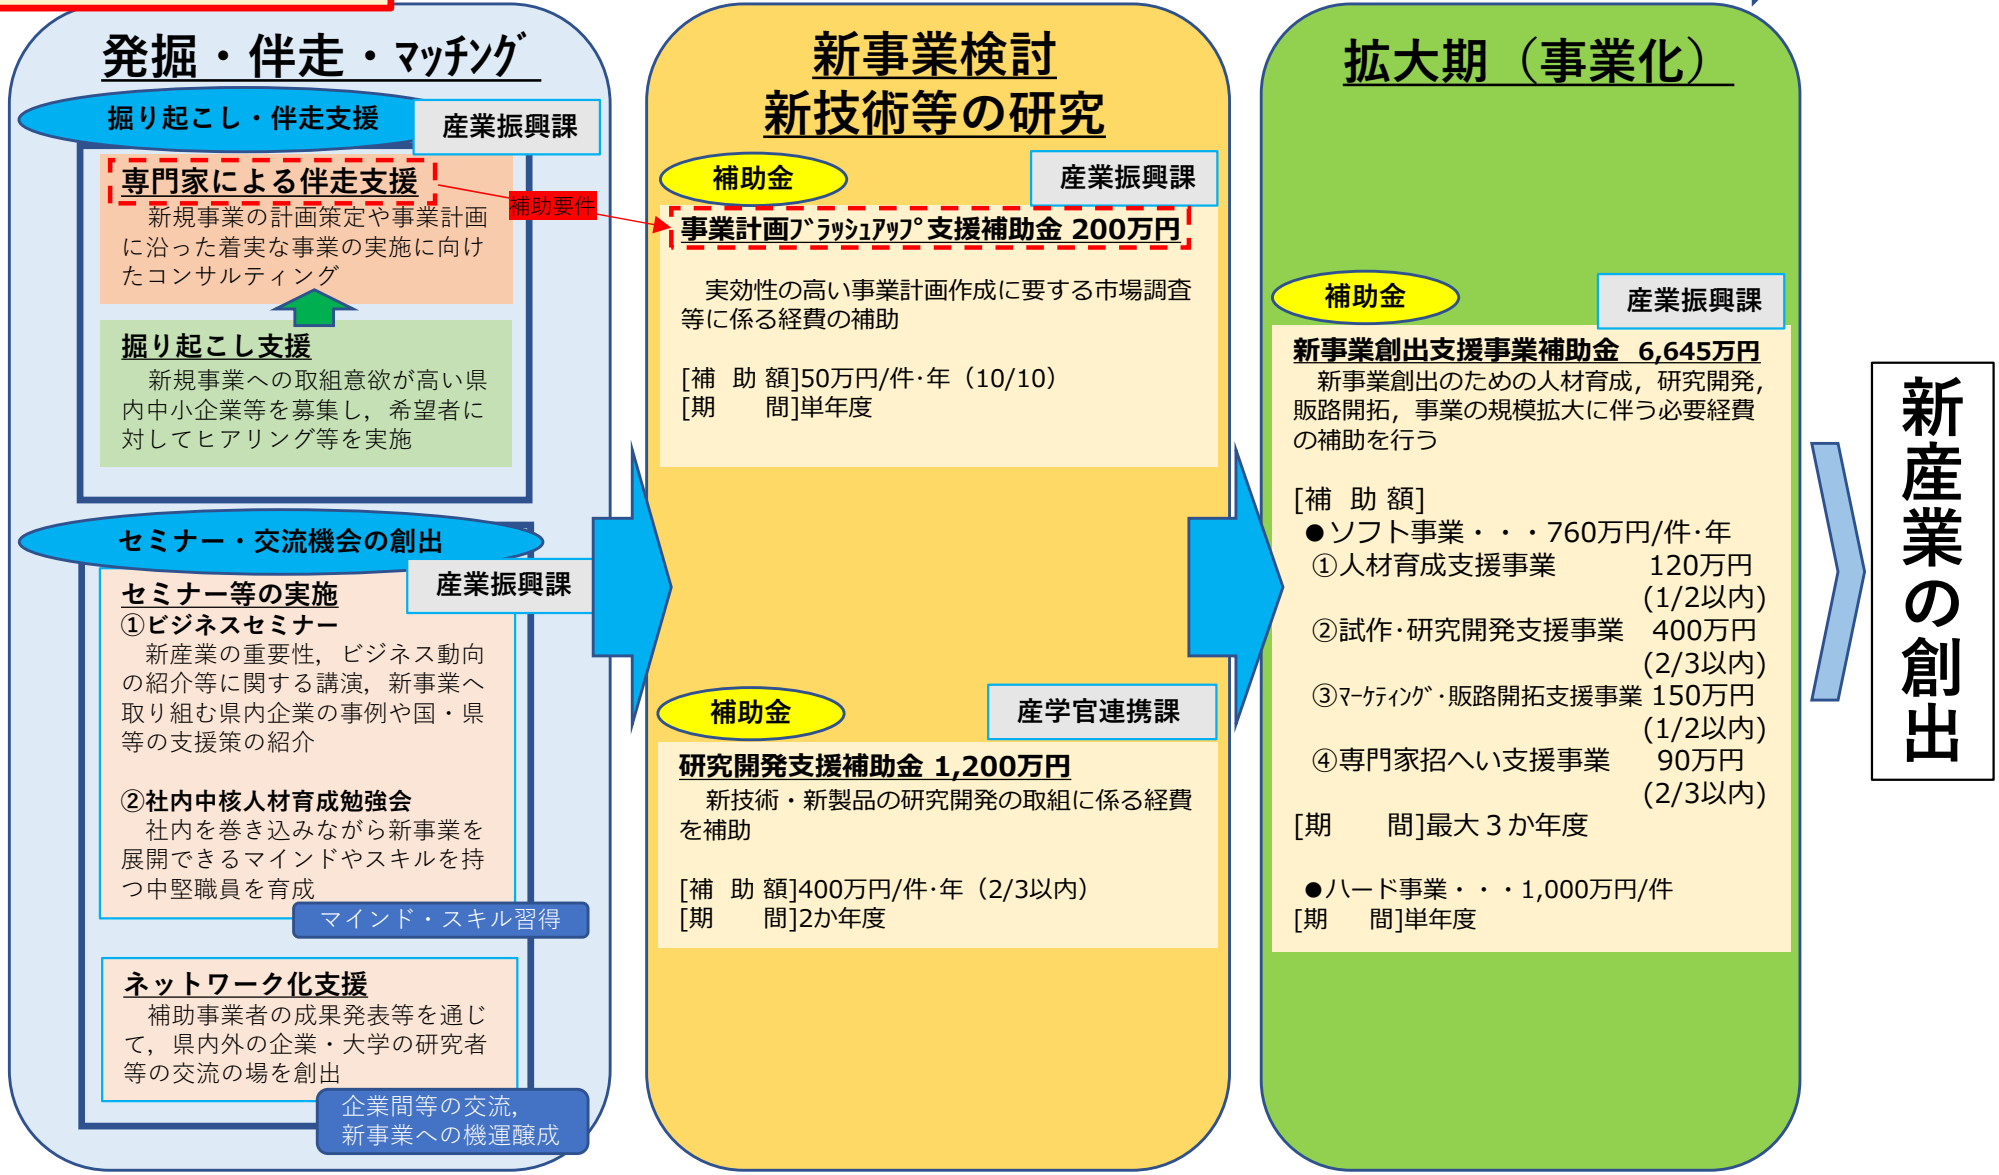 発掘・伴走・ﾏｯﾁﾝｸﾞ
掘り起こし・伴走支援
産業振興課
専門家による伴走支援
新規事業の計画策定や事業計画
に沿った着実な事業の実施に向け
たコンサルティング
補助要件
掘り起こし支援
新規事業への取組意欲が高い県
内中小企業等を募集し，希望者に
対してヒアリング等を実施
セミナー・交流機会の創出
産業振興課
セミナー等の実施
①ビジネスセミナー
新産業の重要性，ビジネス動向
の紹介等に関する講演，新事業へ
取り組む県内企業の事例や国・県
等の支援策の紹介
②社内中核人材育成勉強会
社内を巻き込みながら新事業を
展開できるマインドやスキルを持
つ中堅職員を育成
マインド・スキル習得
ネットワーク化支援
補助事業者の成果発表等を通じ
て，県内外の企業・大学の研究者
等の交流の場を創出
企業間等の交流，
新事業への機運醸成
新事業検討
新技術等の研究
補助金
産業振興課
事業計画ﾌﾞﾗｯｼｭｱｯﾌﾟ支援補助金 200万円
実効性の高い事業計画作成に要する市場調査
等に係る経費の補助
[補 助 額]50万円/件･年（10/10）
[期　　間]単年度
補助金
産学官連携課
研究開発支援補助金 1,200万円
新技術・新製品の研究開発の取組に係る経費
を補助
[補 助 額]400万円/件･年（2/3以内）
[期　　間]2か年度
拡大期（事業化）
補助金
産業振興課
新事業創出支援事業補助金 6,645万円
新事業創出のための人材育成，研究開発，
販路開拓，事業の規模拡大に伴う必要経費
の補助を行う
[補 助 額]
●ソフト事業・・・760万円/件･年
①人材育成支援事業 120万円
(1/2以内)
②試作･研究開発支援事業 400万円
(2/3以内)
③ﾏｰｹﾃｨﾝｸﾞ･販路開拓支援事業 150万円
(1/2以内)
④専門家招へい支援事業 90万円
(2/3以内)
[期　　間]最大３か年度
●ハード事業・・・1,000万円/件
[期　　間]単年度
新産業の創出